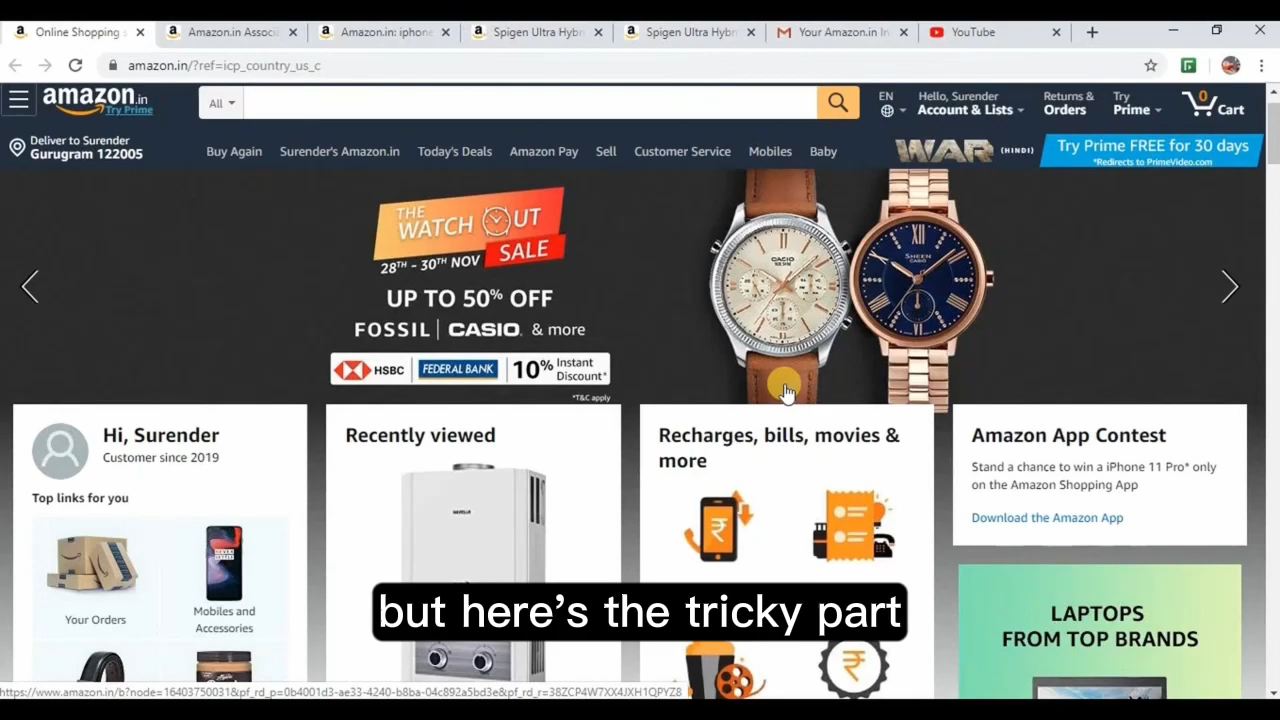 Online Shopping s
Amazon.in Associ
Amazon.in: iphone
Spigen Ultra Hybr
Spigen Ultra Hybr
Your Amazon.in In
YouTube
amazon.in/?ref=icp_country_us_c
amazon.in
Try Prime
All
EN
Hello, Surender
Account & Lists
Returns &
Orders
Try
Prime
0
Cart
Deliver to Surender
Gurugram 122005
Buy Again
Surender's Amazon.in
Today's Deals
Amazon Pay
Sell
Customer Service
Mobiles
Baby
WAR (HINDI)
Try Prime FREE for 30 days
*Redirects to PrimeVideo.com
THE
WATCH OUT
SALE
28TH - 30TH NOV
UP TO 50% OFF
FOSSIL | CASIO & more
HSBC
FEDERAL BANK
10% Instant
Discount*
*T&C apply
CASIO
SHEEN
CASIO
Hi, Surender
Customer since 2019
Top links for you
Your Orders
Mobiles and
Accessories
Recently viewed
HAVELLS
Recharges, bills, movies &
more
Amazon App Contest
Stand a chance to win a iPhone 11 Pro* only
on the Amazon Shopping App
Download the Amazon App
LAPTOPS
FROM TOP BRANDS
but here's the tricky part
https://www.amazon.in/b?node=16403750031&pf_rd_p=0b4001d3-ae33-4240-b8ba-04c892a5bd3e&pf_rd_r=38ZCP4W7XX4JXH1QPYZ8